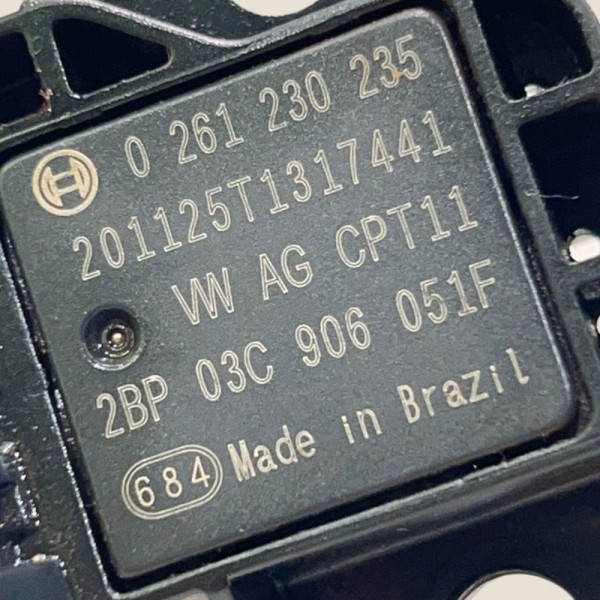 0 261 230 235
201125T1317441
VW AG CPT11
2BP 03C 906 051F
684 Made in Brazil